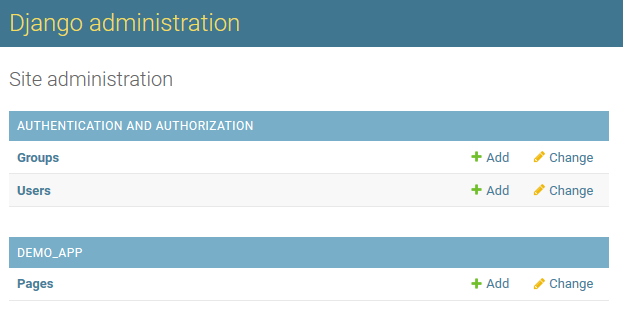 Django administration
Site administration
AUTHENTICATION AND AUTHORIZATION
Groups Add Change
Users Add Change
DEMO_APP
Pages Add Change